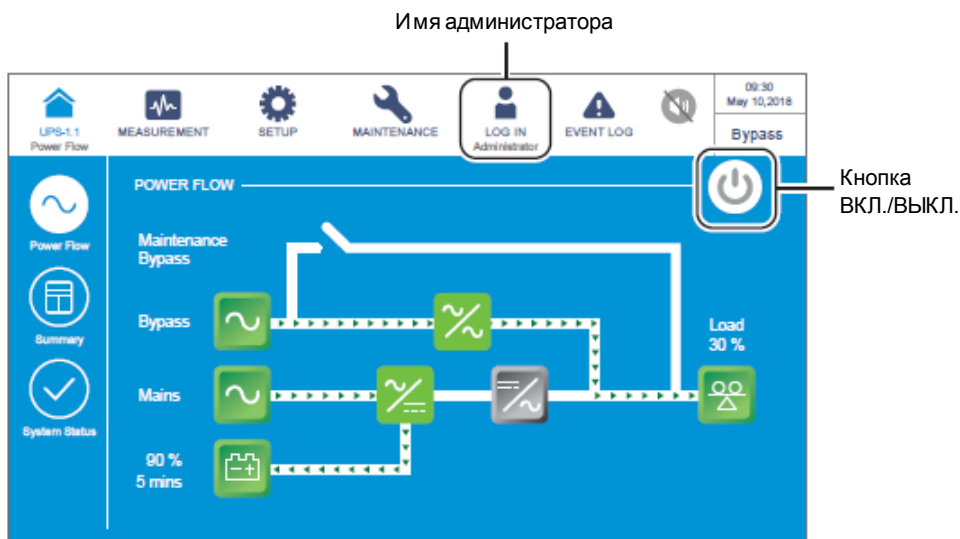 Имя администратора
09:30
May 10,2018
UPS-1.1
Power Flow
MEASUREMENT
SETUP
MAINTENANCE
LOG IN
Administrator
EVENT LOG
Bypass
POWER FLOW
Кнопка
ВКЛ./ВЫКЛ.
Power Flow
Maintenance
Bypass
Summary
Bypass
Load
30 %
System Status
Mains
90 %
5 mins